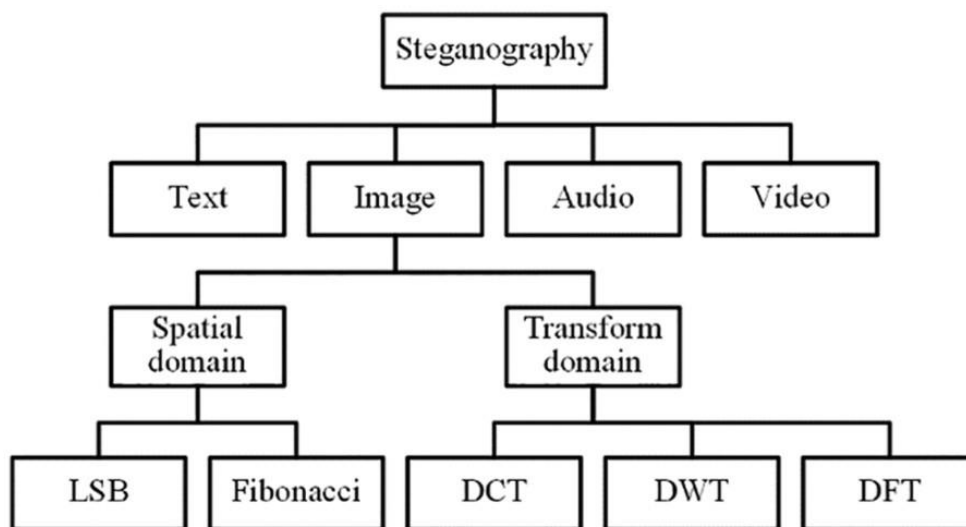 Steganography
Text
Image
Audio
Video
Spatial
domain
Transform
domain
LSB
Fibonacci
DCT
DWT
DFT